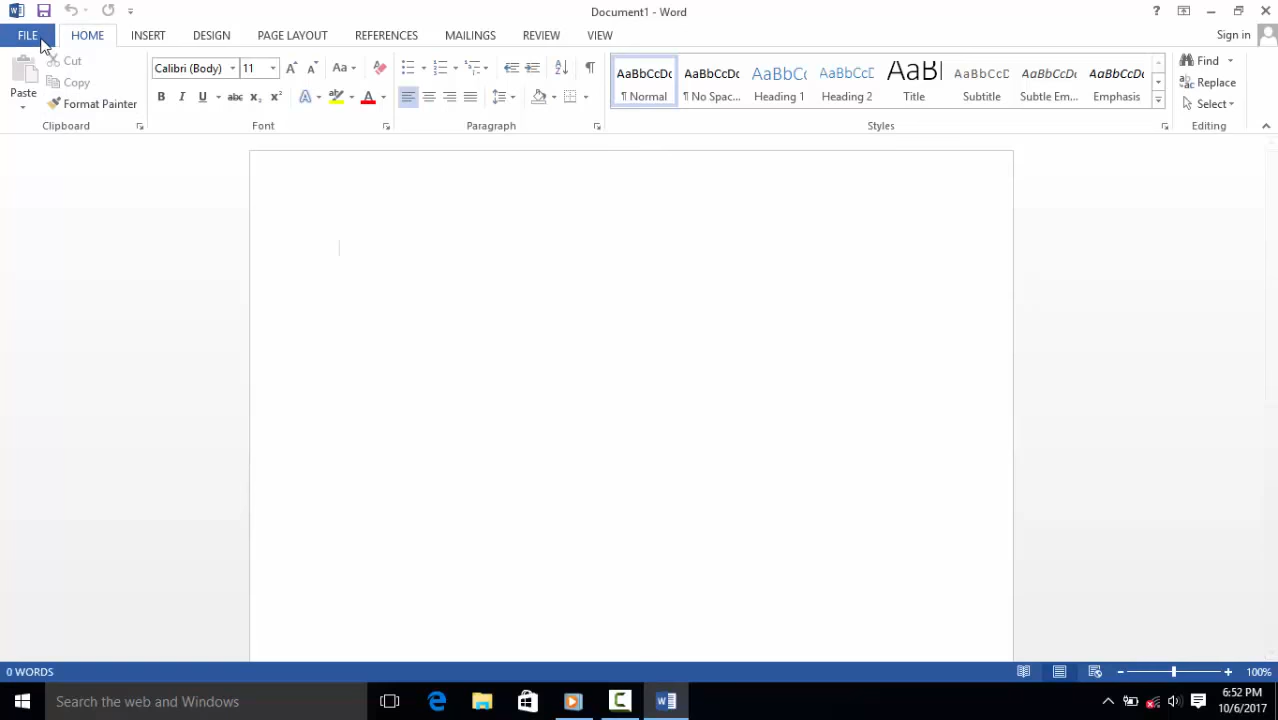 Document1 - Word
?
FILE HOME INSERT DESIGN PAGE LAYOUT REFERENCES MAILINGS REVIEW VIEW Sign in
Paste
Cut
Copy
Format Painter
Clipboard
Calibri (Body) 11 Aa
B I U abc x₂ x² A A
Font
Paragraph
AaBbCcDc AaBbCcDc AaBbCc AaBbCcD AaBl AaBbCcD AaBbCcDc AaBbCcDc
¶ Normal ¶ No Spac... Heading 1 Heading 2 Title Subtitle Subtle Em... Emphasis
Styles
Find
Replace
Select
Editing
0 WORDS 100%
Search the web and Windows
6:52 PM
10/6/2017